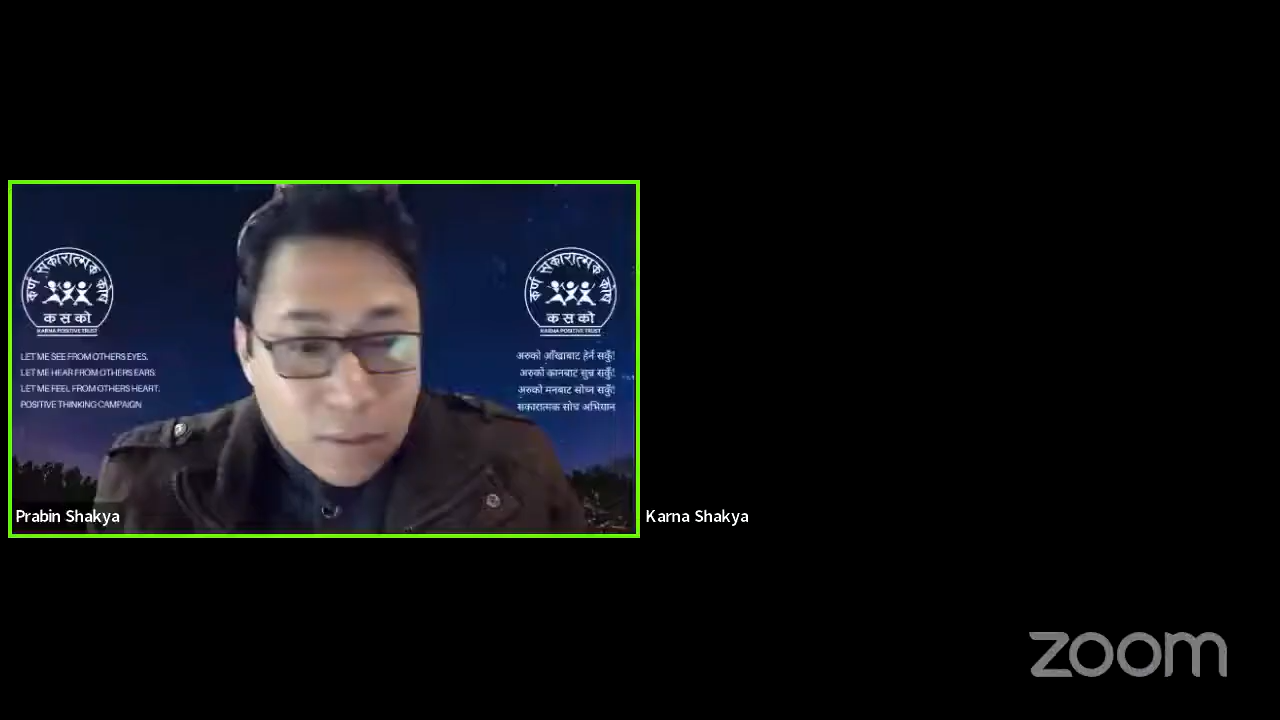 कर्ण सकारात्मक कोष
क स को
KARNA POSITIVE TRUST
LET ME SEE FROM OTHERS EYES.
LET ME HEAR FROM OTHERS EARS.
LET ME FEEL FROM OTHERS HEART.
POSITIVE THINKING CAMPAIGN
कर्ण सकारात्मक कोष
क स को
KARNA POSITIVE TRUST
अरुको आँखाबाट हेर्न सकुँ!
अरुको कानबाट सुन्न सकुँ!
अरुको मनबाट सोच्न सकुँ!
सकारात्मक सोच अभियान
Prabin Shakya
Karna Shakya
zoom